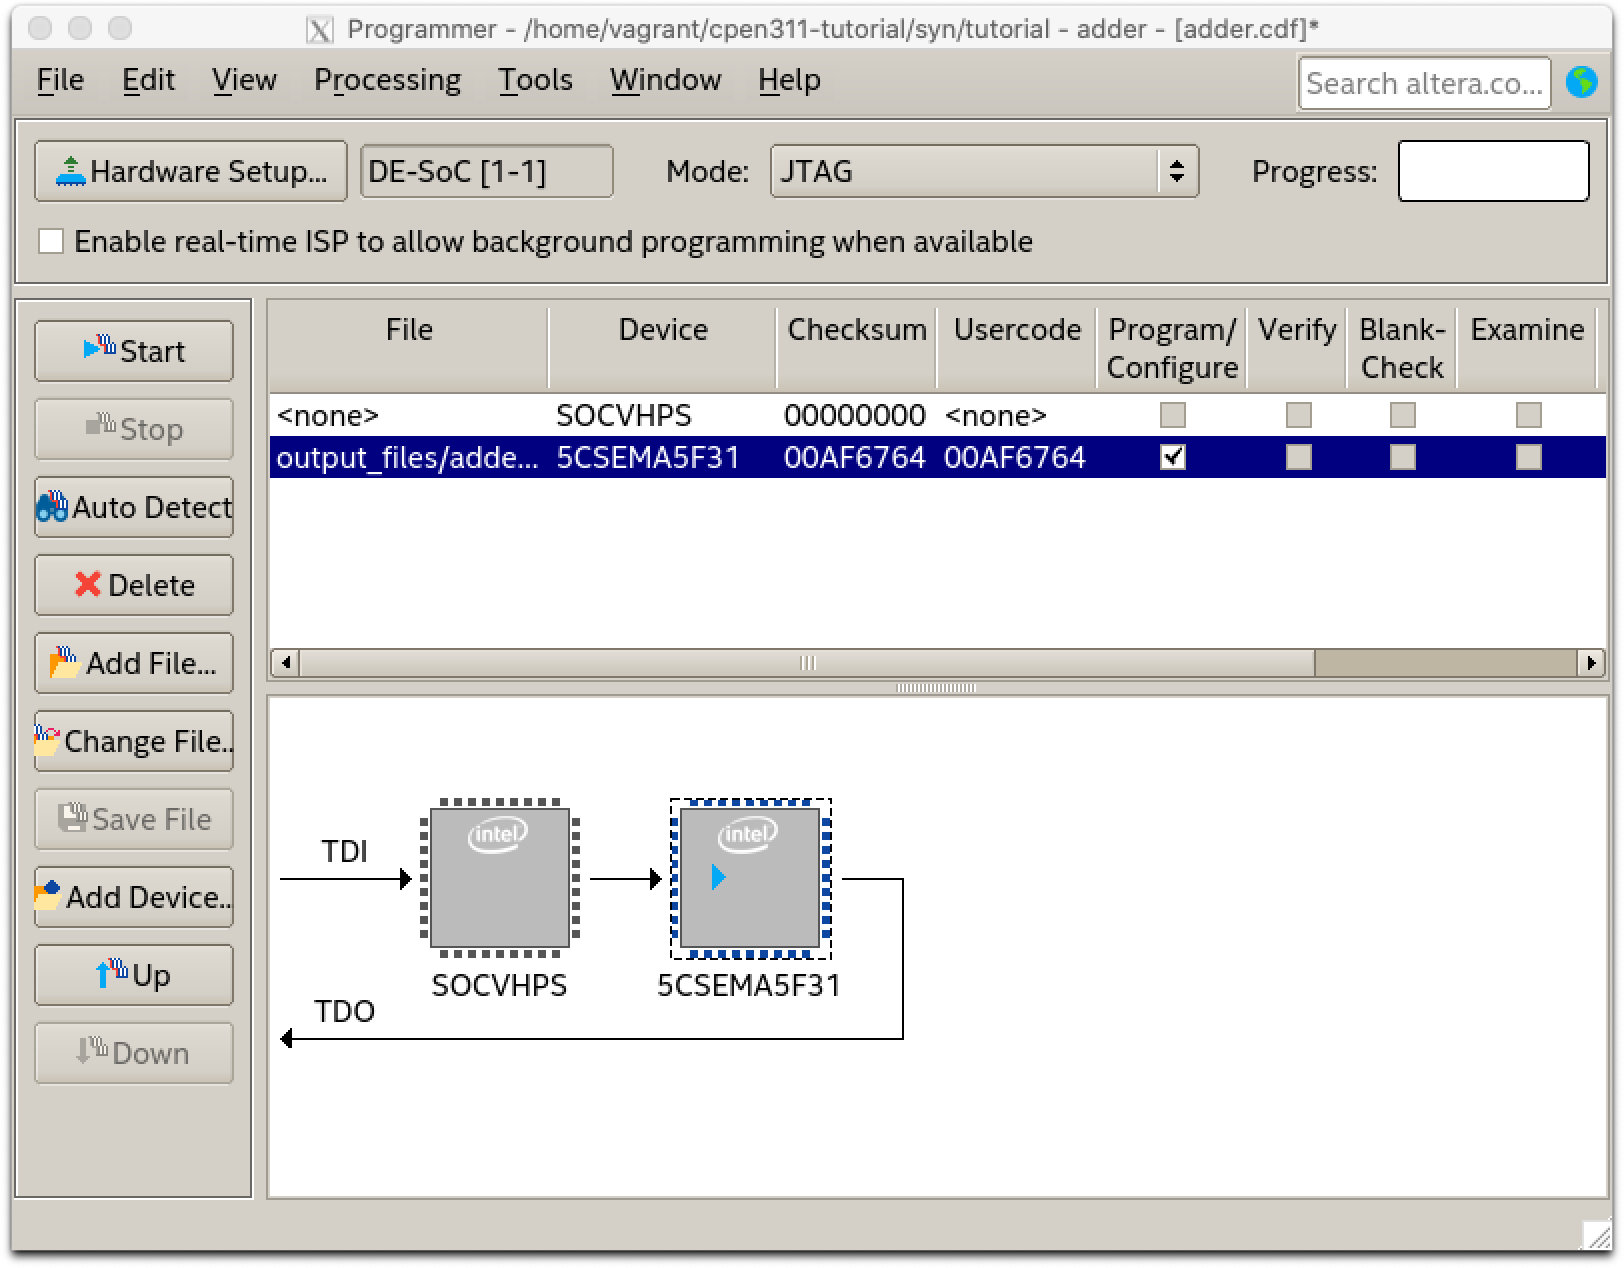 Programmer - /home/vagrant/cpen311-tutorial/syn/tutorial - adder - [adder.cdf]*
File Edit View Processing Tools Window Help Search altera.co...
Hardware Setup... DE-SoC [1-1] Mode: JTAG Progress:
Enable real-time ISP to allow background programming when available
Start
Stop
Auto Detect
Delete
Add File...
Change File..
Save File
Add Device..
Up
Down
File Device Checksum Usercode Program/Configure Verify Blank-Check Examine
<none> SOCVHPS 00000000 <none>
output_files/adde... 5CSEMA5F31 00AF6764 00AF6764
intel intel
TDI
SOCVHPS 5CSEMA5F31
TDO